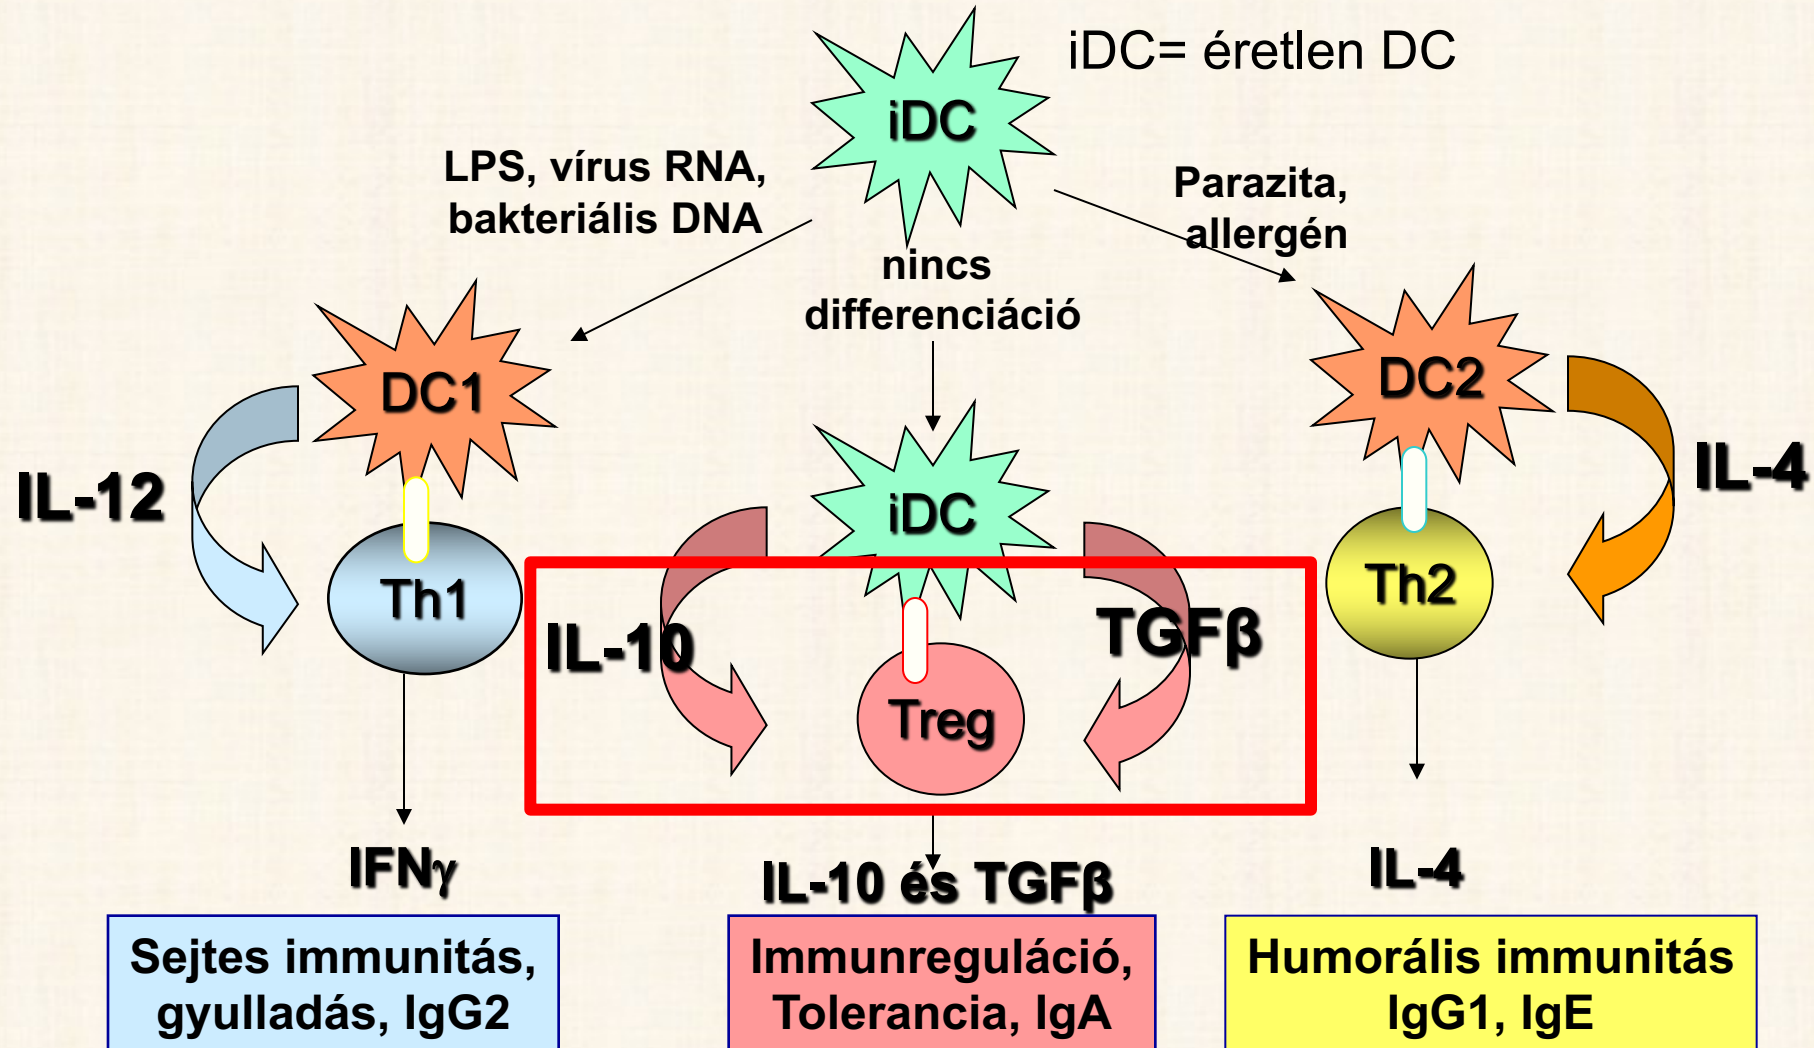 iDC= éretlen DC
iDC
LPS, vírus RNA,
bakteriális DNA
Parazita,
allergén
nincs
differenciáció
DC1
DC2
IL-12
IL-4
iDC
Th1
Th2
IL-10
TGFβ
Treg
IFNγ
IL-10 és TGFβ
IL-4
Sejtes immunitás,
gyulladás, IgG2
Immunreguláció,
Tolerancia, IgA
Humorális immunitás
IgG1, IgE